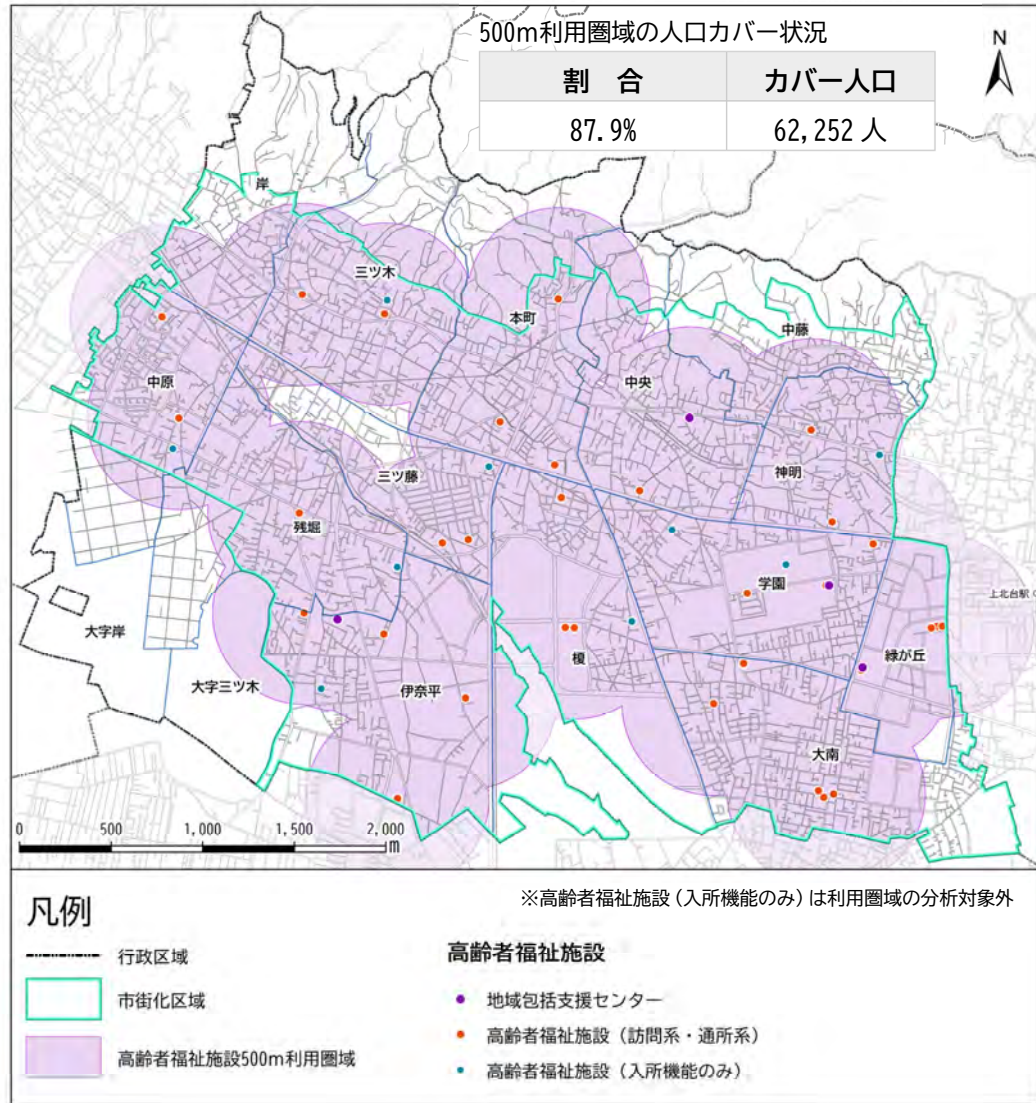 500m利用圏域の人口カバー状況
割　合　カバー人口
87.9%　62,252 人
N
岸
三ツ木
本町
中藤
中原
中央
三ツ藤
神明
残堀
学園
上北台駅
大字岸
榎
緑が丘
大字三ツ木
伊奈平
大南
0　500　1,000　1,500　2,000
m
凡例
※高齢者福祉施設（入所機能のみ）は利用圏域の分析対象外
行政区域
市街化区域
高齢者福祉施設500m利用圏域
高齢者福祉施設
地域包括支援センター
高齢者福祉施設（訪問系・通所系）
高齢者福祉施設（入所機能のみ）